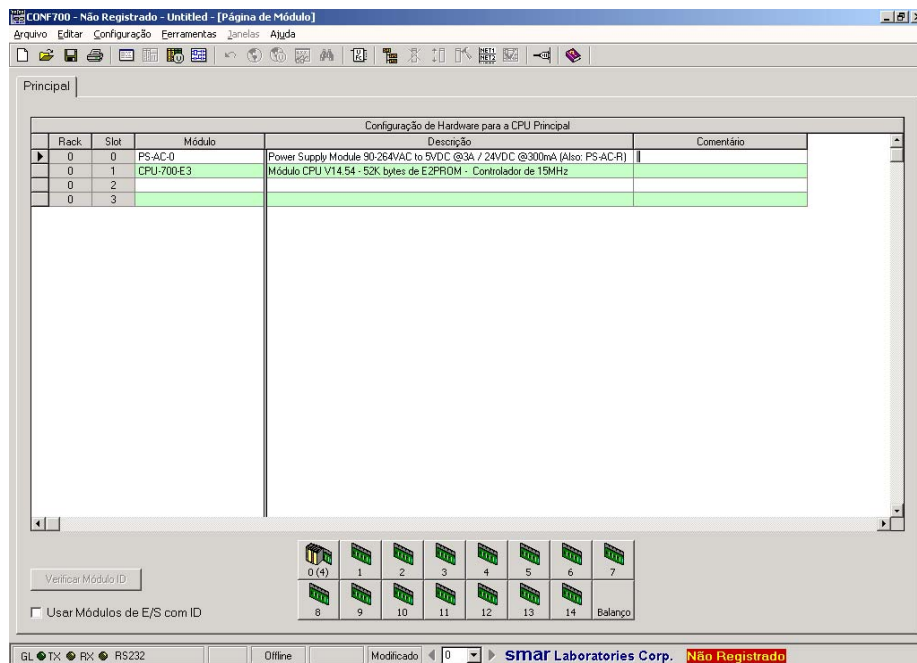 CONF700 - Não Registrado - Untitled - [Página de Módulo]
Arquivo Editar Configuração Ferramentas Janelas Ajuda
Principal
Configuração de Hardware para a CPU Principal
Rack Slot Módulo Descrição Comentário
0 0 PS-AC-0 Power Supply Module 90-264VAC to 5VDC @3A / 24VDC @300mA (Also: PS-AC-R)
0 1 CPU-700-E3 Módulo CPU V14.54 - 52K bytes de E2PROM - Controlador de 15MHz
0 2
0 3
0 (4) 1 2 3 4 5 6 7
Verificar Módulo ID
8 9 10 11 12 13 14 Balanço
Usar Módulos de E/S com ID
GL TX RX RS232 Offline Modificado 0 smar Laboratories Corp. Não Registrado